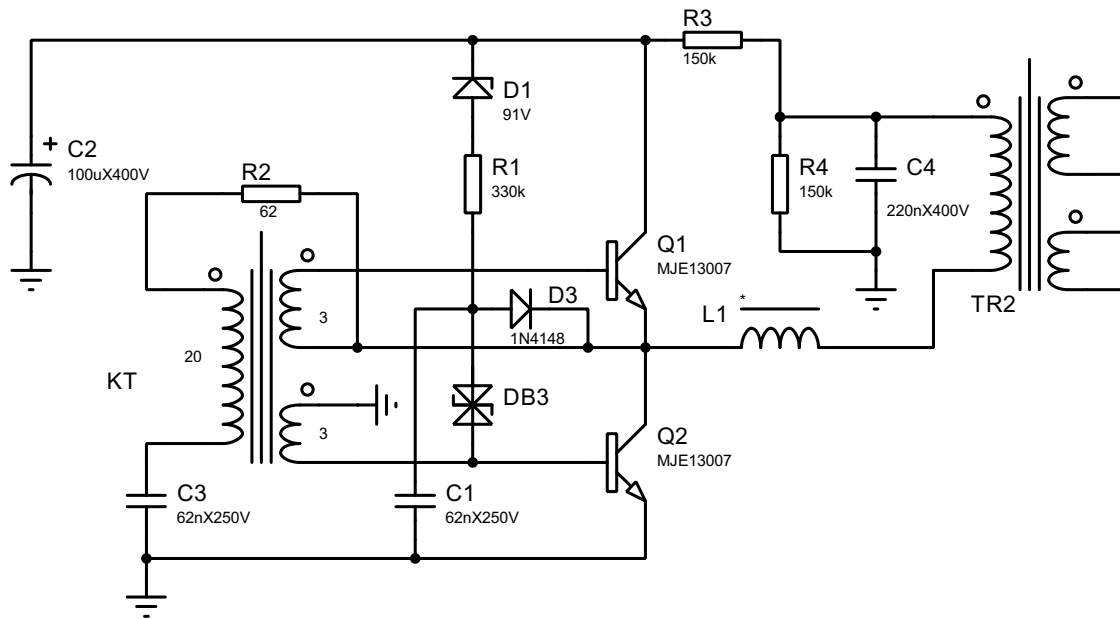 R3
150k
D1
91V
+
C2
100uX400V
R2
62
R1
330k
R4
150k
C4
220nX400V
Q1
MJE13007
D3
1N4148
*
L1
TR2
3
20
KT
DB3
3
Q2
MJE13007
C3
62nX250V
C1
62nX250V